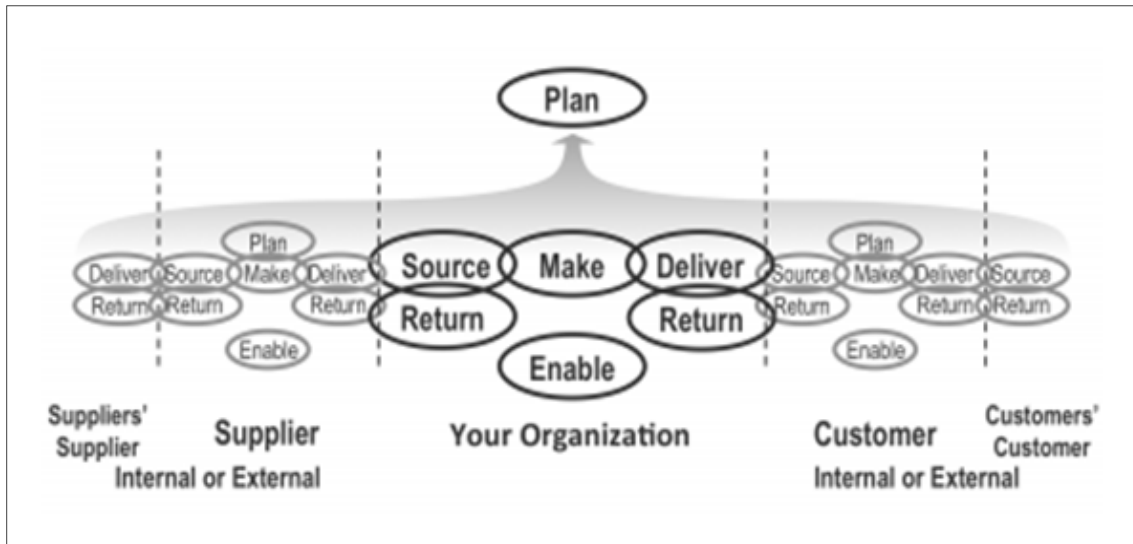 Plan
Plan
Plan
Deliver Source Make Deliver Source Make Deliver Source Make Deliver Source
Return Return Return Return Return Return Return Return
Enable Enable Enable
Suppliers' Supplier Your Organization Customer Customers'
Supplier Customer
Internal or External Internal or External